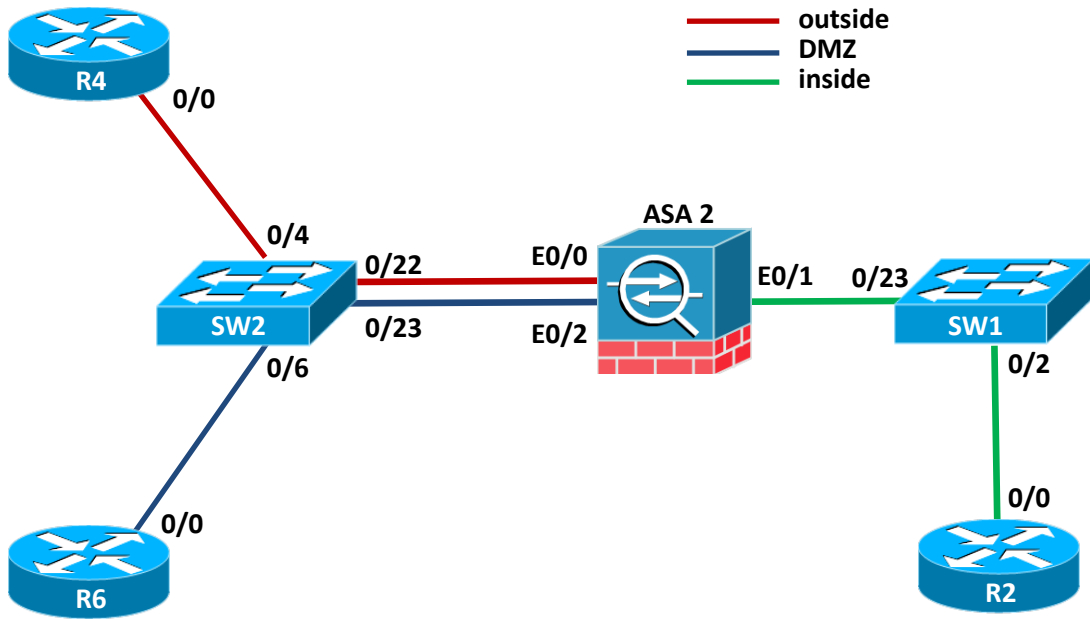 outside
DMZ
inside
R4
0/0
0/4
0/22
E0/0
ASA 2
E0/1
0/23
SW2
SW1
0/23
E0/2
0/6
0/2
0/0
0/0
R6
R2